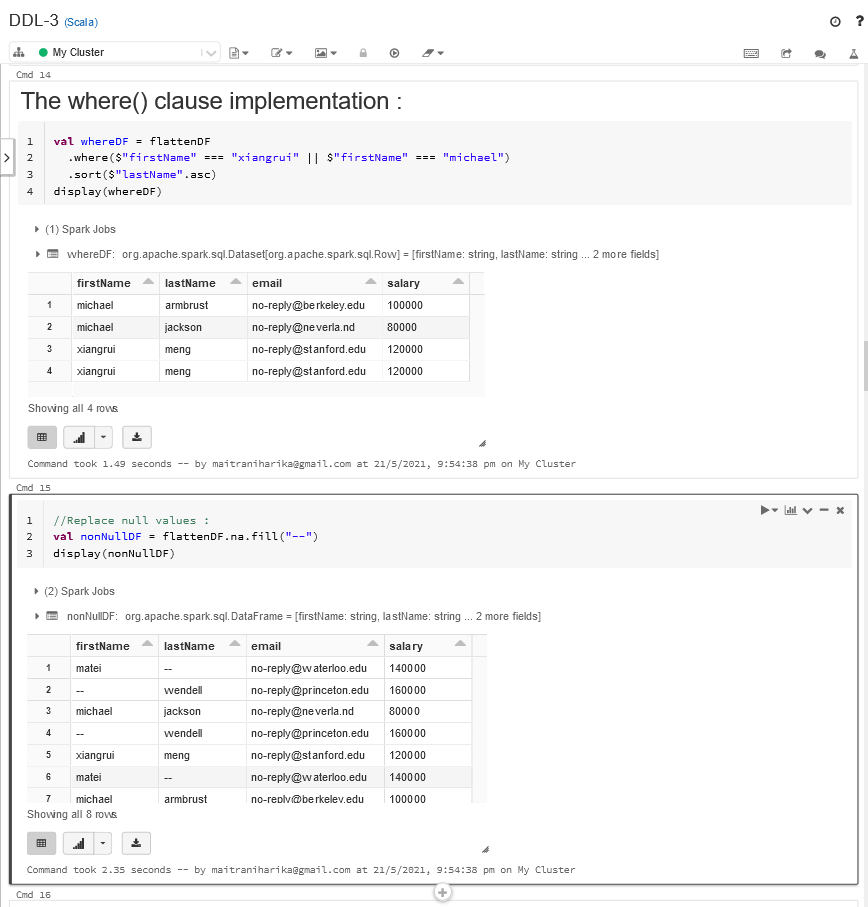 DDL-3 (Scala)
?
My Cluster
Cmd 14
The where() clause implementation :
1 val whereDF = flattenDF
2 .where($"firstName" === "xiangrui" || $"firstName" === "michael")
3 .sort($"lastName".asc)
4 display(whereDF)
(1) Spark Jobs
whereDF: org.apache.spark.sql.Dataset[org.apache.spark.sql.Row] = [firstName: string, lastName: string ... 2 more fields]
firstName lastName email salary
1 michael armbrust no-reply@berkeley.edu 100000
2 michael jackson no-reply@neverla.nd 80000
3 xiangrui meng no-reply@stanford.edu 120000
4 xiangrui meng no-reply@stanford.edu 120000
Showing all 4 rows.
Command took 1.49 seconds -- by maitraniharika@gmail.com at 21/5/2021, 9:54:38 pm on My Cluster
Cmd 15
1 //Replace null values :
2 val nonNullDF = flattenDF.na.fill("--")
3 display(nonNullDF)
(2) Spark Jobs
nonNullDF: org.apache.spark.sql.DataFrame = [firstName: string, lastName: string ... 2 more fields]
firstName lastName email salary
1 matei -- no-reply@waterloo.edu 140000
2 -- wendell no-reply@princeton.edu 160000
3 michael jackson no-reply@neverla.nd 80000
4 -- wendell no-reply@princeton.edu 160000
5 xiangrui meng no-reply@stanford.edu 120000
6 matei -- no-reply@waterloo.edu 140000
7 michael armbrust no-reply@berkeley.edu 100000
Showing all 8 rows.
Command took 2.35 seconds -- by maitraniharika@gmail.com at 21/5/2021, 9:54:38 pm on My Cluster
Cmd 16